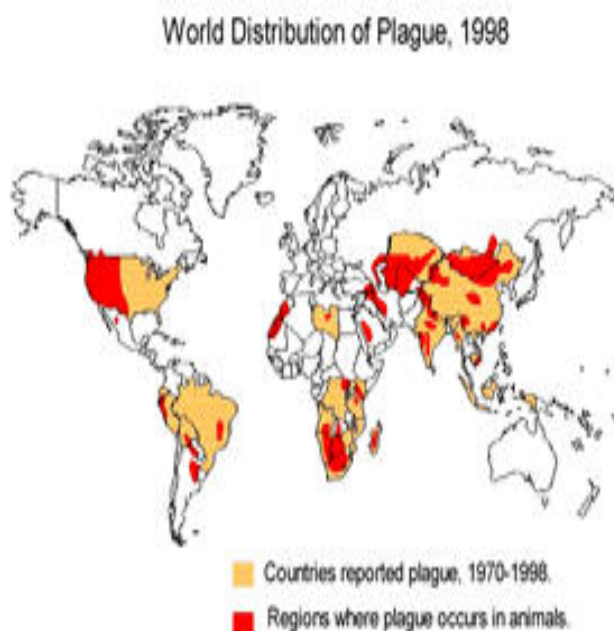 World Distribution of Plague, 1998
Countries reported plague, 1970-1998.
Regions where plague occurs in animals.